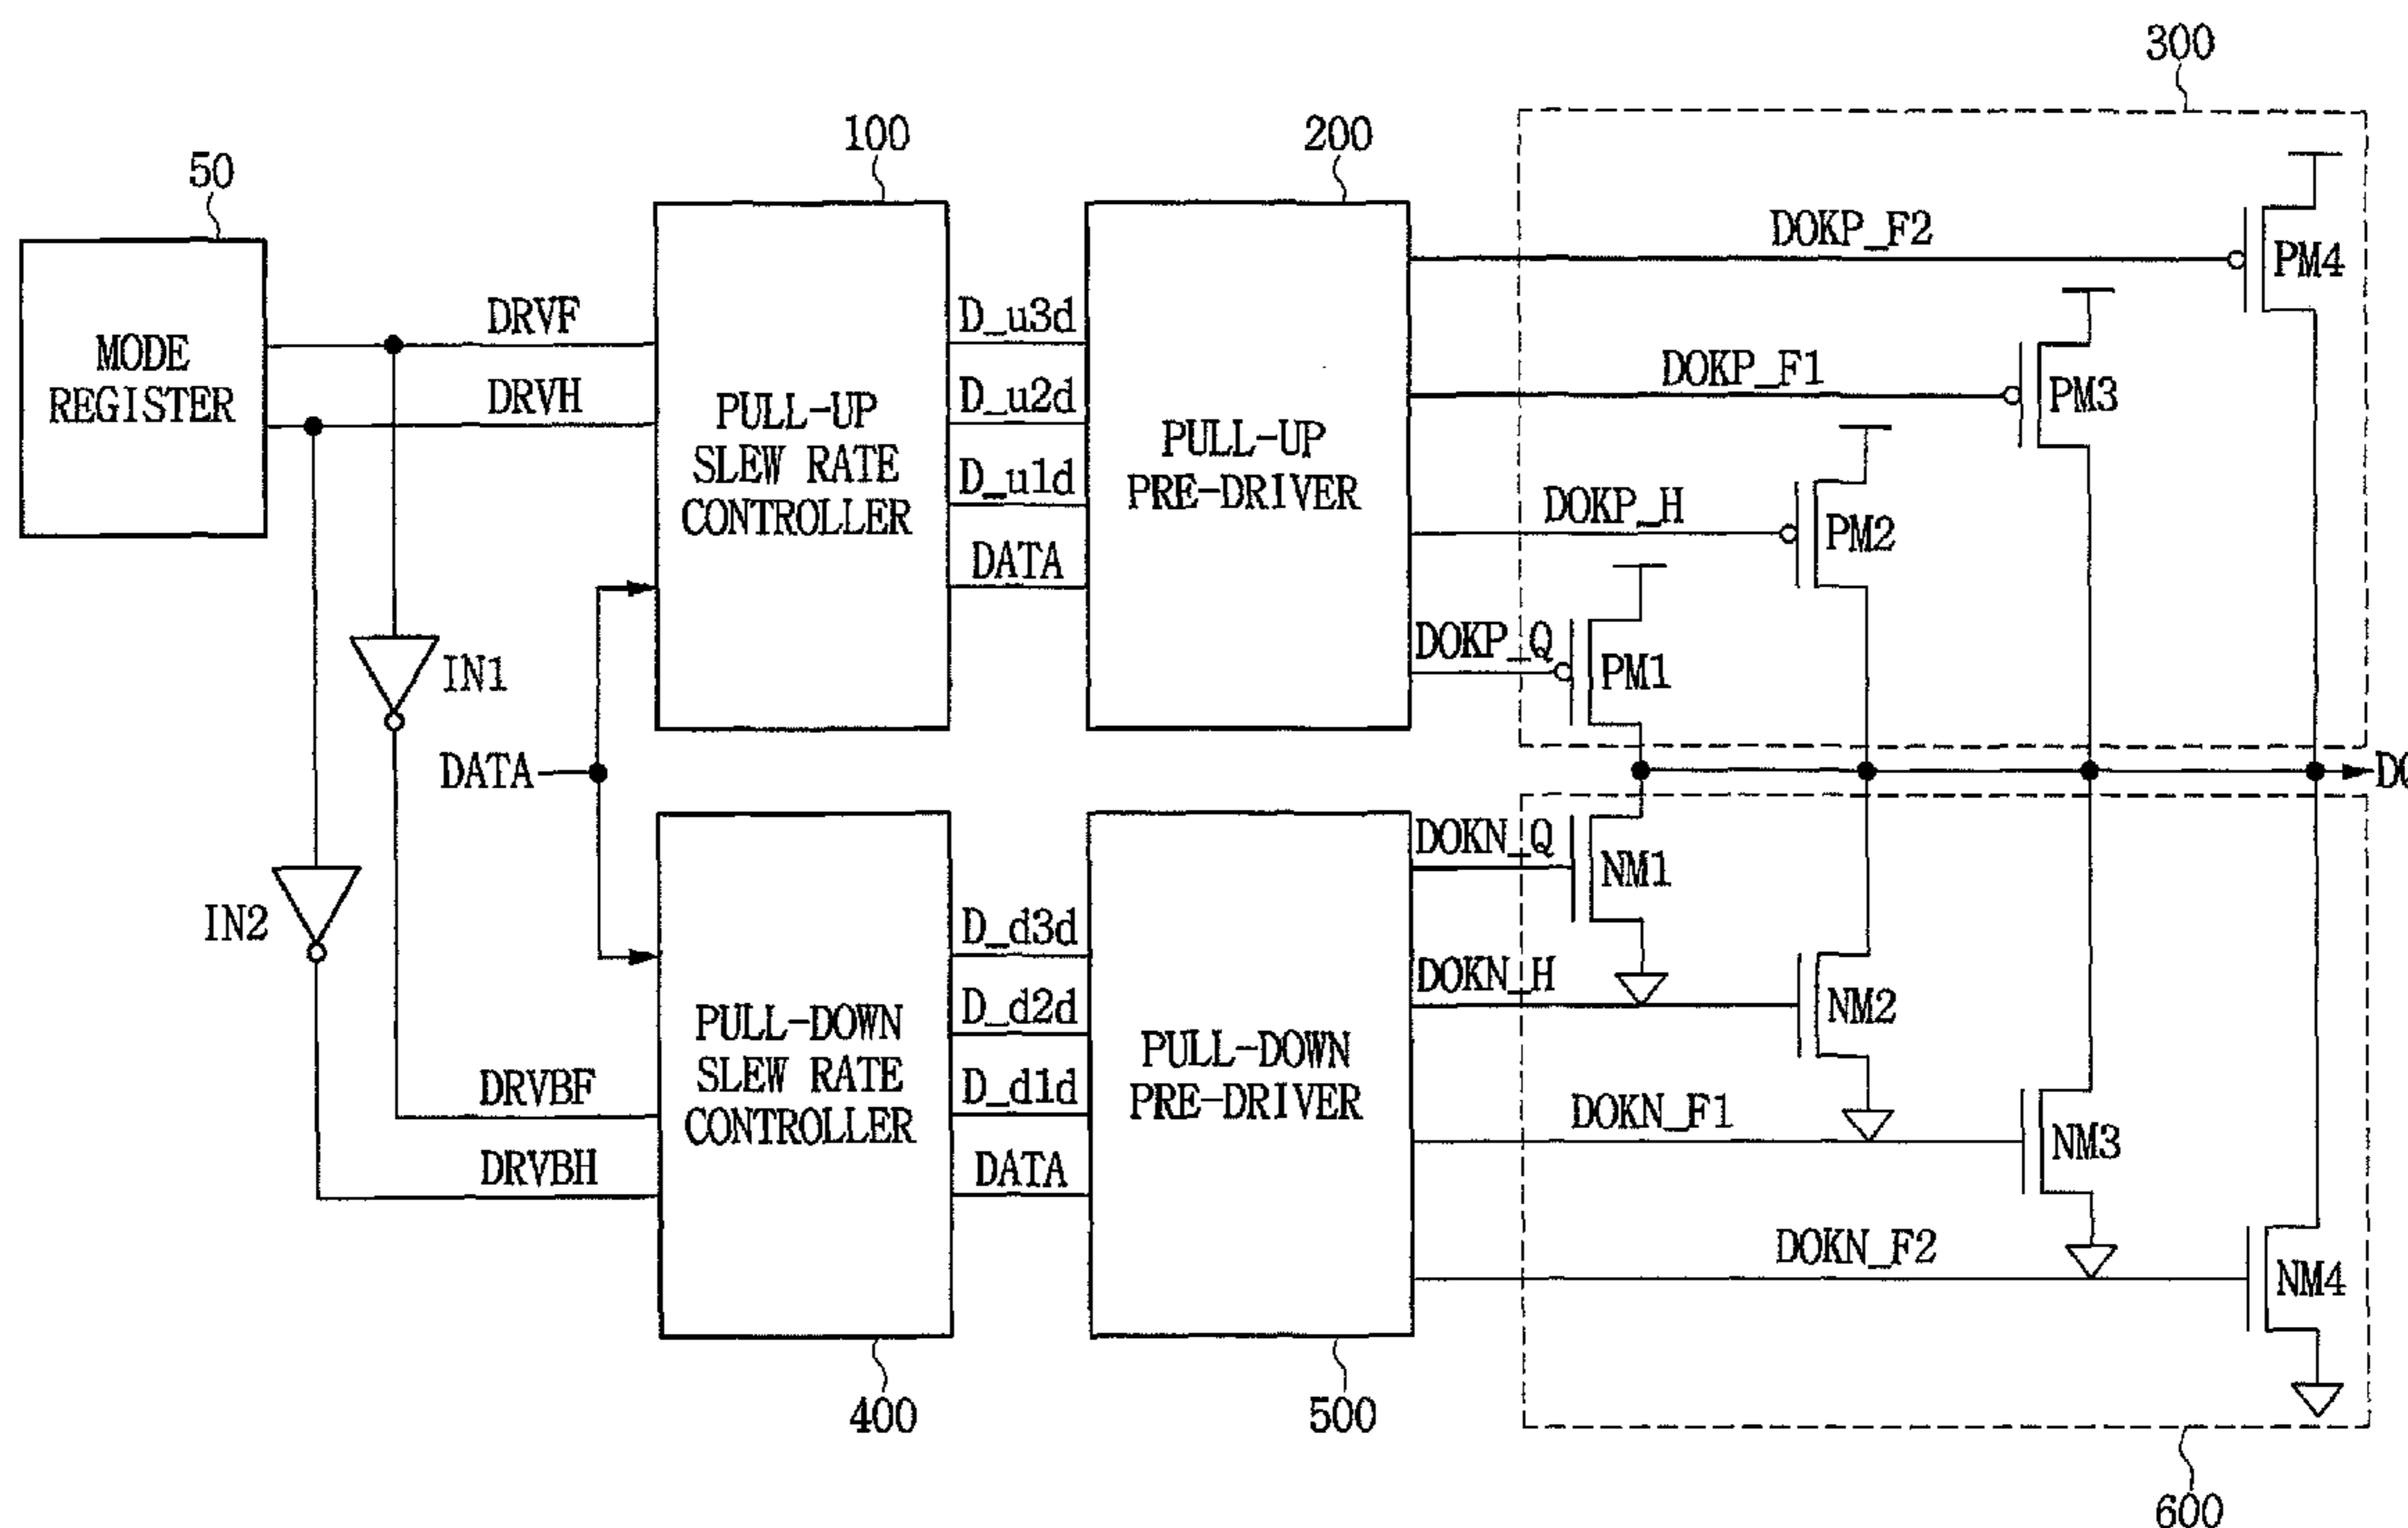 300
100
200
50
DOKP_F2
PM4
DRVF
D_u3d
MODE
REGISTER
DOKP_F1
PM3
DRVH
D_u2d
PULL-UP
SLEW RATE
CONTROLLER
PULL-UP
PRE-DRIVER
D_u1d
DOKP_H
PM2
DATA
DOKP_Q
PM1
IN1
DATA
DQ
DOKN_Q
NM1
IN2
D_d3d
DOKN_H
NM2
D_d2d
PULL-DOWN
SLEW RATE
CONTROLLER
PULL-DOWN
PRE-DRIVER
DRVBF
D_d1d
DOKN_F1
NM3
DRVBH
DATA
DOKN_F2
NM4
400
500
600